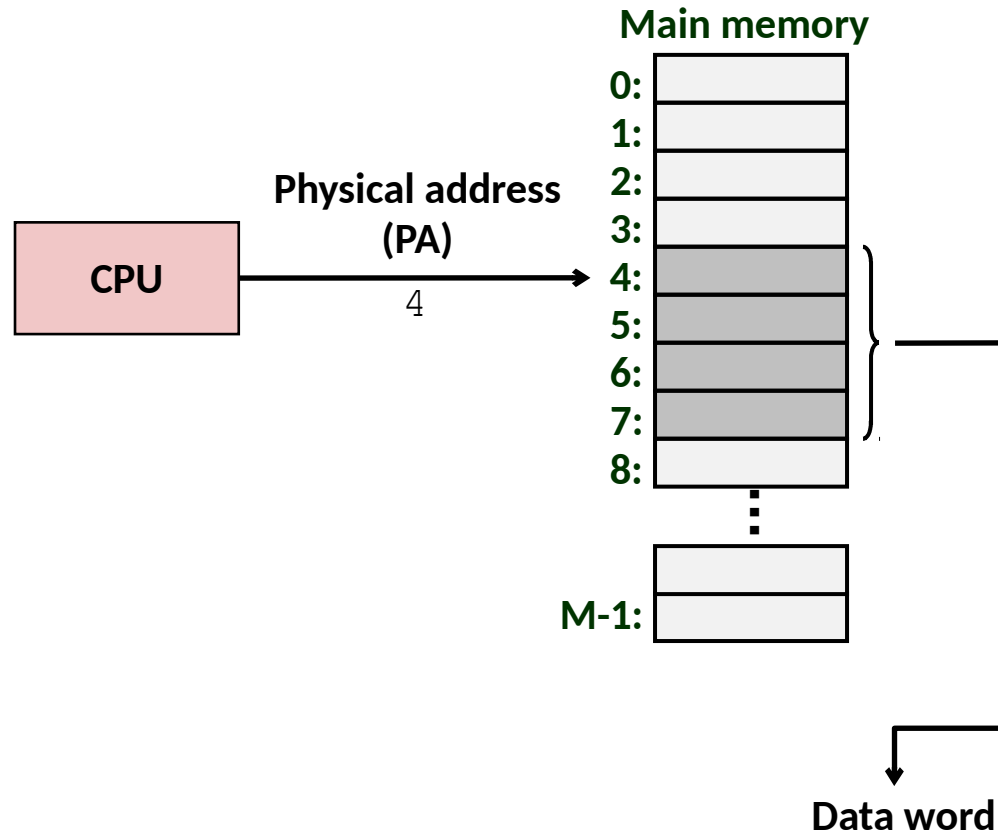 Main memory
0:
1:
2:
Physical address
(PA)
3:
CPU
4:
4
5:
6:
7:
8:
M-1:
Data word